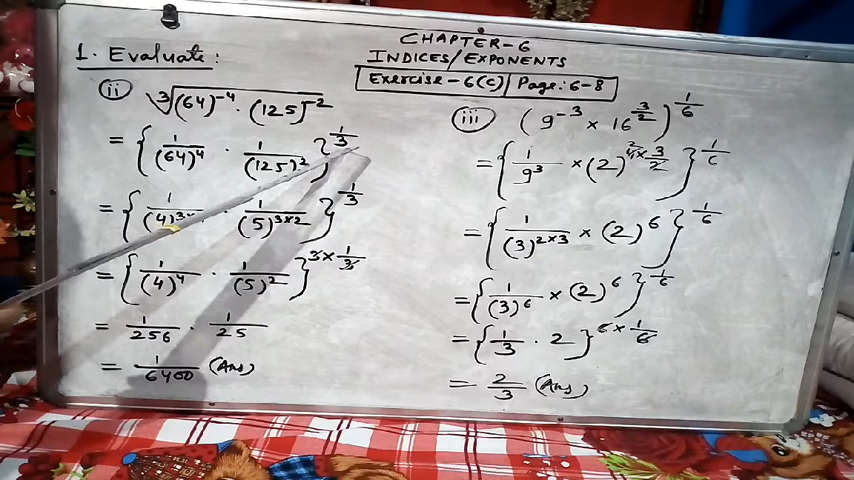 CHAPTER-6
INDICES/EXPONENTS
Exercise-6(C) | Page: 6-8
1. Evaluate:
(ii) ∛((64)⁻⁴ · (125)⁻²)
= {1/(64)⁴ · 1/(125)²}^(1/3)
= {1/(4)^(3× · 1/(5)^(3×2)}^(1/3)
= {1/(4)⁴ · 1/(5)²}^(3×1/3)
= 1/256 · 1/25
= 1/6400 (Ans)
(iii) (9⁻³ × 16^(3/2))^(1/6)
= {1/9³ × (2)^(4×3/2)}^(1/6)
= {1/(3)^(2×3) × (2)⁶}^(1/6)
= {1/(3)⁶ × (2)⁶}^(1/6)
= {1/3 · 2}^(6×1/6)
= 2/3 (Ans)